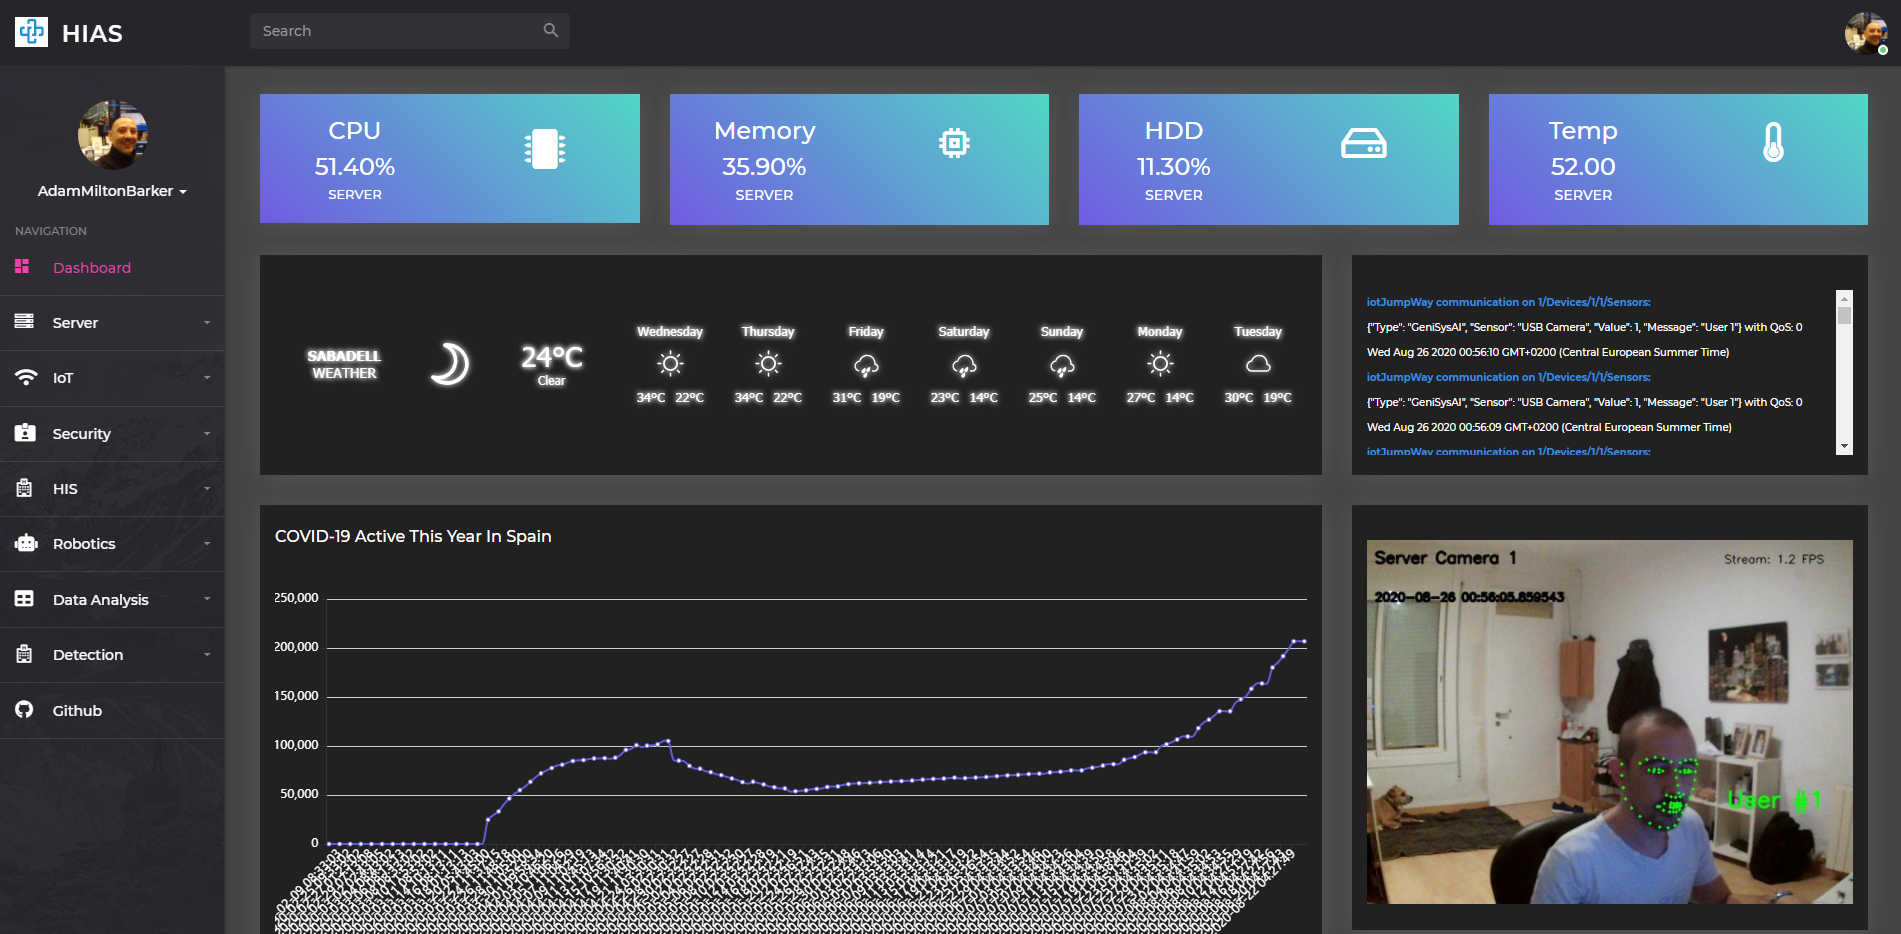 HIAS
Search
AdamMiltonBarker
NAVIGATION
Dashboard
Server
IoT
Security
HIS
Robotics
Data Analysis
Detection
Github
CPU
51.40%
SERVER
Memory
35.90%
SERVER
HDD
11.30%
SERVER
Temp
52.00
SERVER
SABADELL
WEATHER
24°C
Clear
Wednesday
34°C 22°C
Thursday
34°C 22°C
Friday
31°C 19°C
Saturday
23°C 14°C
Sunday
25°C 14°C
Monday
27°C 14°C
Tuesday
30°C 19°C
iotJumpWay communication on 1/Devices/1/1/Sensors:
{"Type": "GeniSysAI", "Sensor": "USB Camera", "Value": 1, "Message": "User 1"} with QoS: 0
Wed Aug 26 2020 00:56:10 GMT+0200 (Central European Summer Time)
iotJumpWay communication on 1/Devices/1/1/Sensors:
{"Type": "GeniSysAI", "Sensor": "USB Camera", "Value": 1, "Message": "User 1"} with QoS: 0
Wed Aug 26 2020 00:56:09 GMT+0200 (Central European Summer Time)
iotJumpWay communication on 1/Devices/1/1/Sensors:
COVID-19 Active This Year In Spain
250,000
200,000
150,000
100,000
50,000
0
Server Camera 1
Stream: 1.2 FPS
2020-08-26 00:56:05.859543
User #1